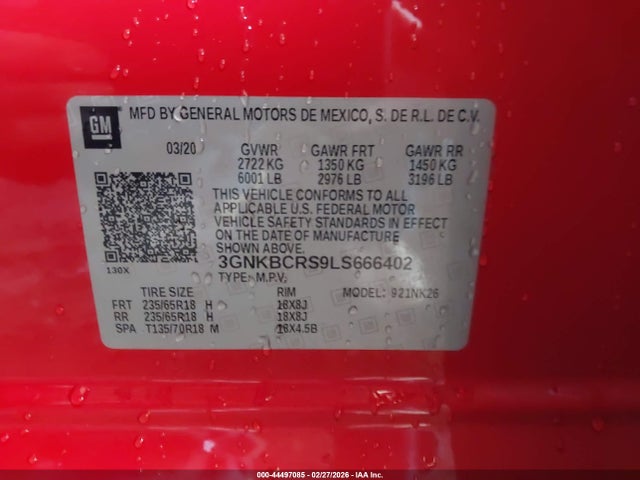 GM
MFD BY GENERAL MOTORS DE MEXICO, S. DE R.L. DE C.V.
03/20 GVWR GAWR FRT GAWR RR
2722 KG 1350 KG 1450 KG
6001 LB 2976 LB 3196 LB
THIS VEHICLE CONFORMS TO ALL
APPLICABLE U.S. FEDERAL MOTOR
VEHICLE SAFETY STANDARDS IN EFFECT
ON THE DATE OF MANUFACTURE
SHOWN ABOVE.
3GNKBCRS9LS666402
130X TYPE: M.P.V.
TIRE SIZE RIM MODEL: 921NK26
FRT 235/65R18 H 18X8J
RR 235/65R18 H 18X8J
SPA T135/70R18 M 18X4.5B
000-44497085 | 02/27/2026 | IAA Inc.